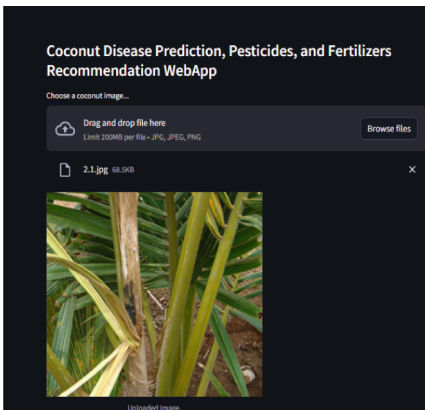 Coconut Disease Prediction, Pesticides, and Fertilizers
Recommendation WebApp
Choose a coconut image...
Drag and drop file here
Limit 200MB per file • JPG, JPEG, PNG
Browse files
2.1.jpg 68.5KB
Uploaded Image.